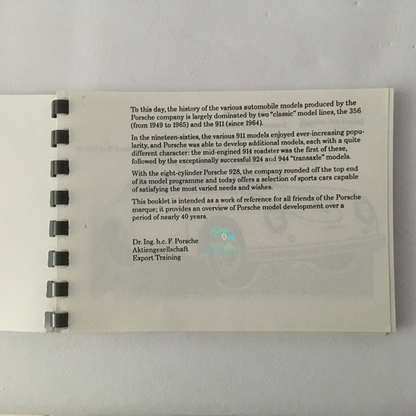 To this day, the history of the various automobile models produced by the
Porsche company is largely dominated by two "classic" model lines, the 356
(from 1949 to 1965) and the 911 (since 1964).
In the nineteen-sixties, the various 911 models enjoyed ever-increasing popu-
larity, and Porsche was able to develop additional models, each with a quite
different character: the mid-engined 914 roadster was the first of these,
followed by the exceptionally successful 924 and 944 "transaxle" models.
With the eight-cylinder Porsche 928, the company rounded off the top end
of its model programme and today offers a selection of sports cars capable
of satisfying the most varied needs and wishes.
This booklet is intended as a work of reference for all friends of the Porsche
marque; it provides an overview of Porsche model development over a
period of nearly 40 years.
Dr. Ing. h.c. F. Porsche
Aktiengesellschaft
Export Training